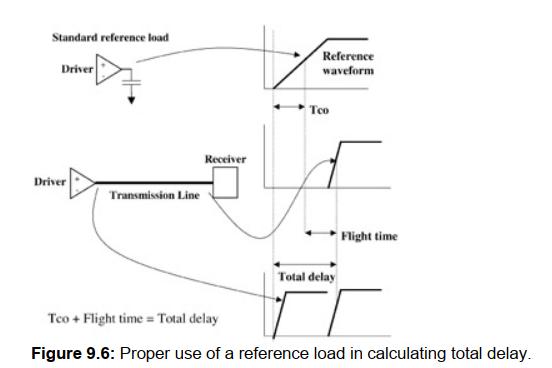 Standard reference load
Driver
Reference
waveform
Tco
Receiver
Driver
Transmission Line
Flight time
Total delay
Tco + Flight time = Total delay
Figure 9.6: Proper use of a reference load in calculating total delay.